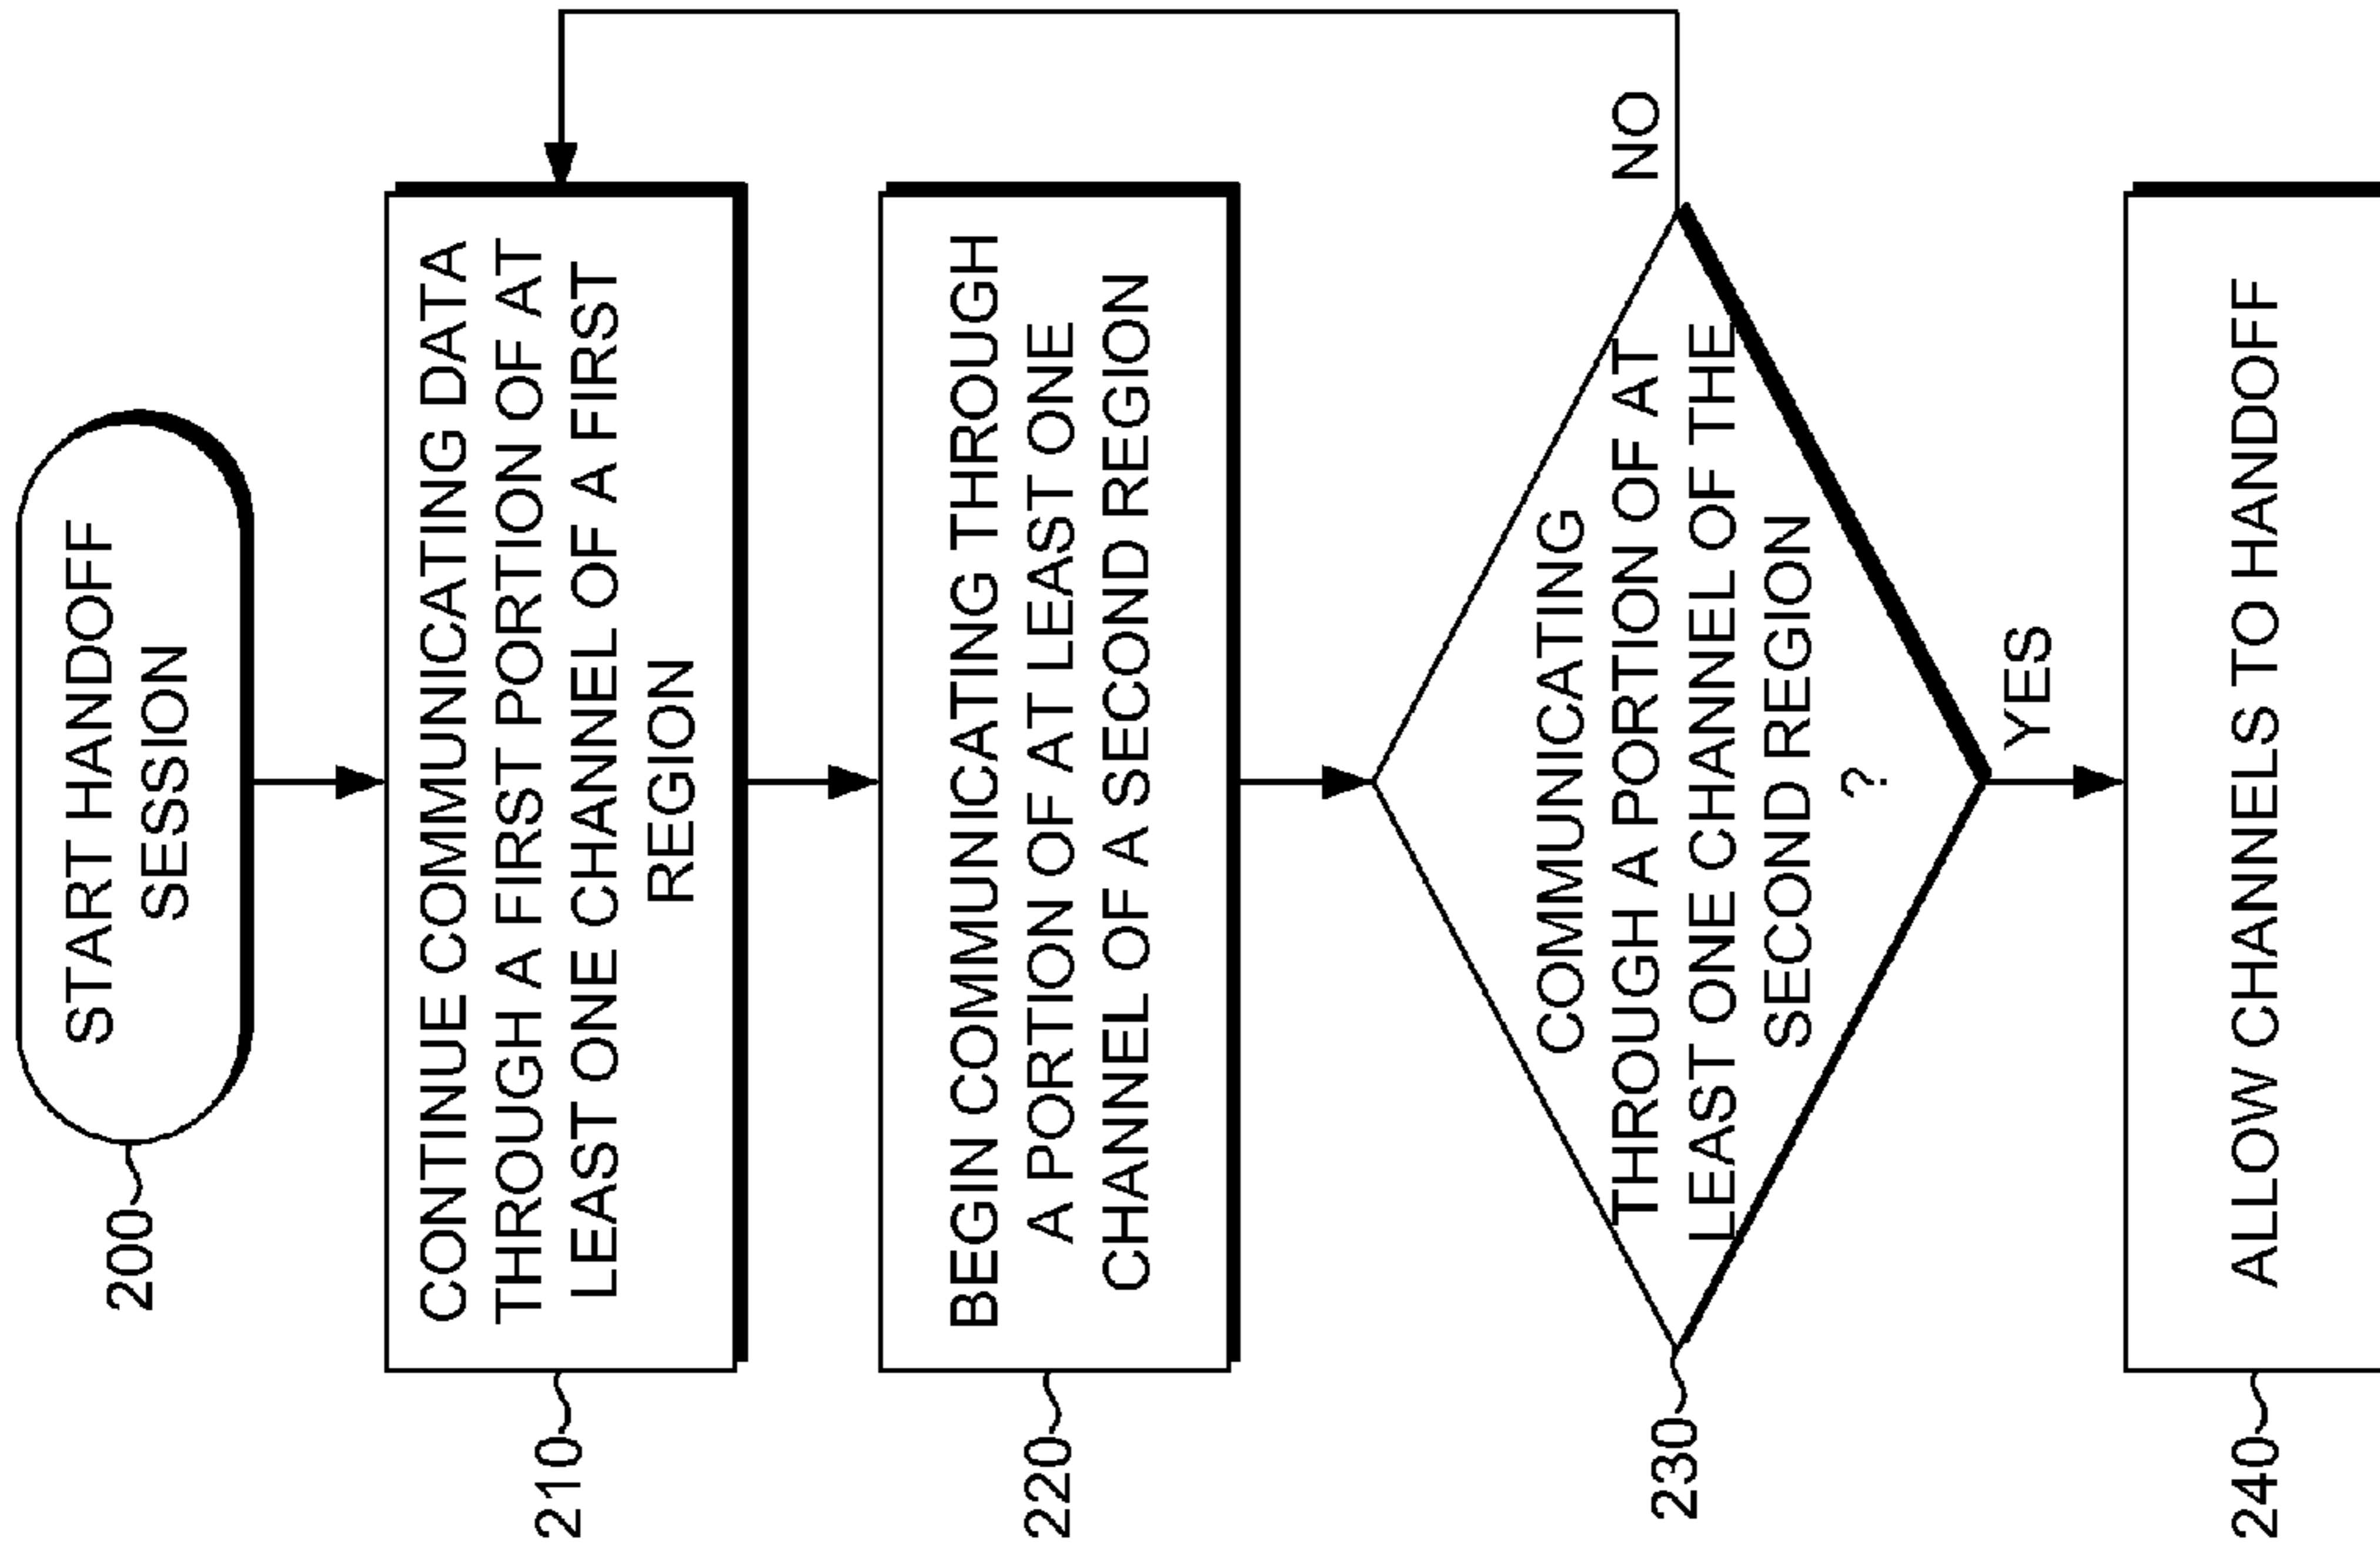 START HANDOFF
SESSION
200
CONTINUE COMMUNICATING DATA
THROUGH A FIRST PORTION OF AT
LEAST ONE CHANNEL OF A FIRST
REGION
210
BEGIN COMMUNICATING THROUGH
A PORTION OF AT LEAST ONE
CHANNEL OF A SECOND REGION
220
COMMUNICATING
THROUGH A PORTION OF AT
LEAST ONE CHANNEL OF THE
SECOND REGION
?
230
NO
YES
ALLOW CHANNELS TO HANDOFF
240